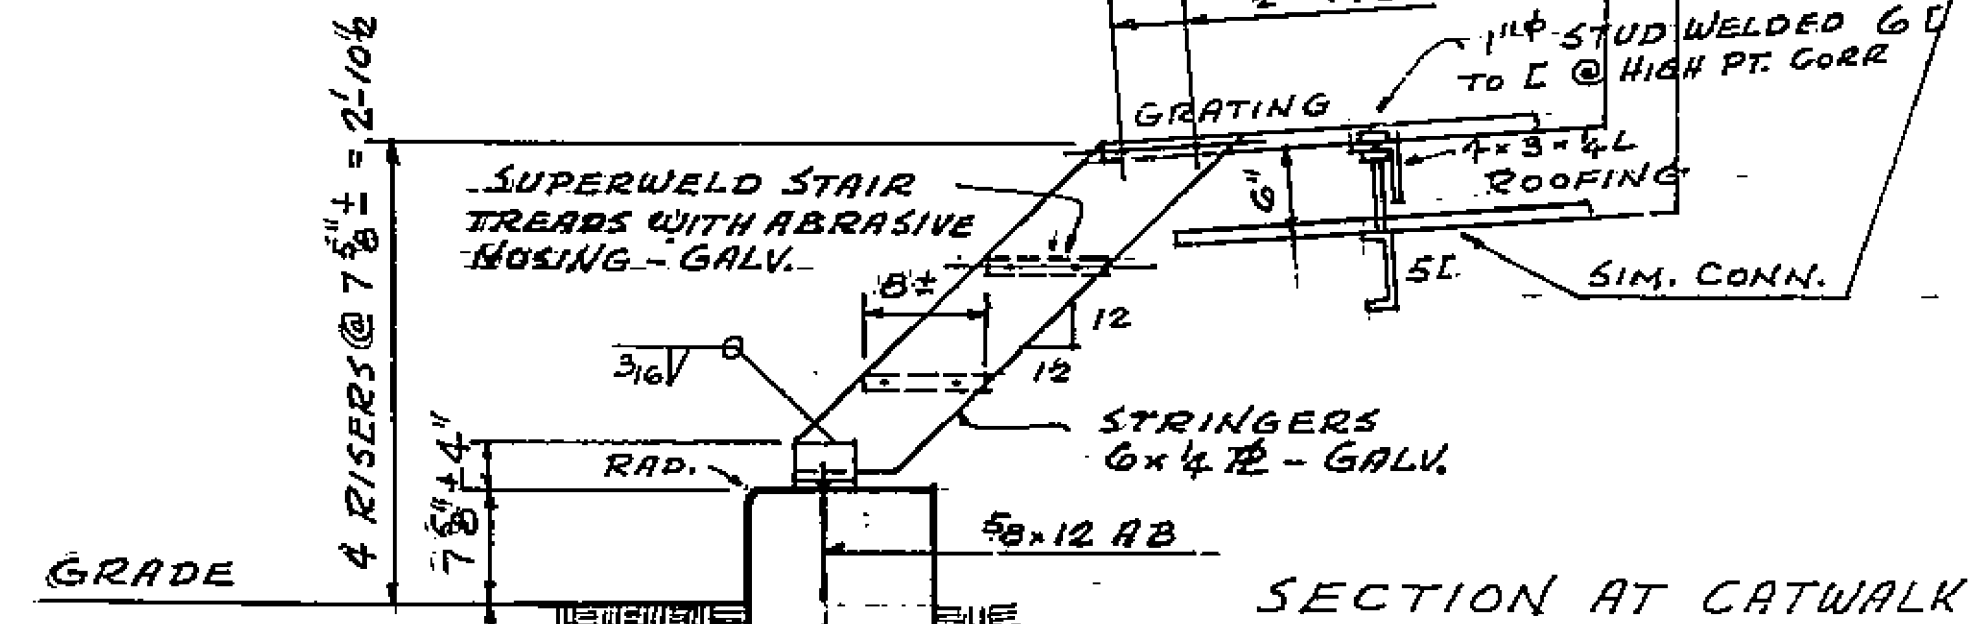 1"ϕ STUD WELDED 6 [
TO [ @ HIGH PT. CORR
GRATING
4 x 3 x 1/4 L
ROOFING
SUPERWELD STAIR
TREADS WITH ABRASIVE
NOSING - GALV.
6"
5[
SIM. CONN.
8"±
12
12
3/16
STRINGERS
6 x 1/4 PL - GALV.
RAD.
4"
7 5/8"±
5/8 x 12 AB
4 RISERS @ 7 5/8"± = 2'-10 1/2
GRADE
SECTION AT CATWALK